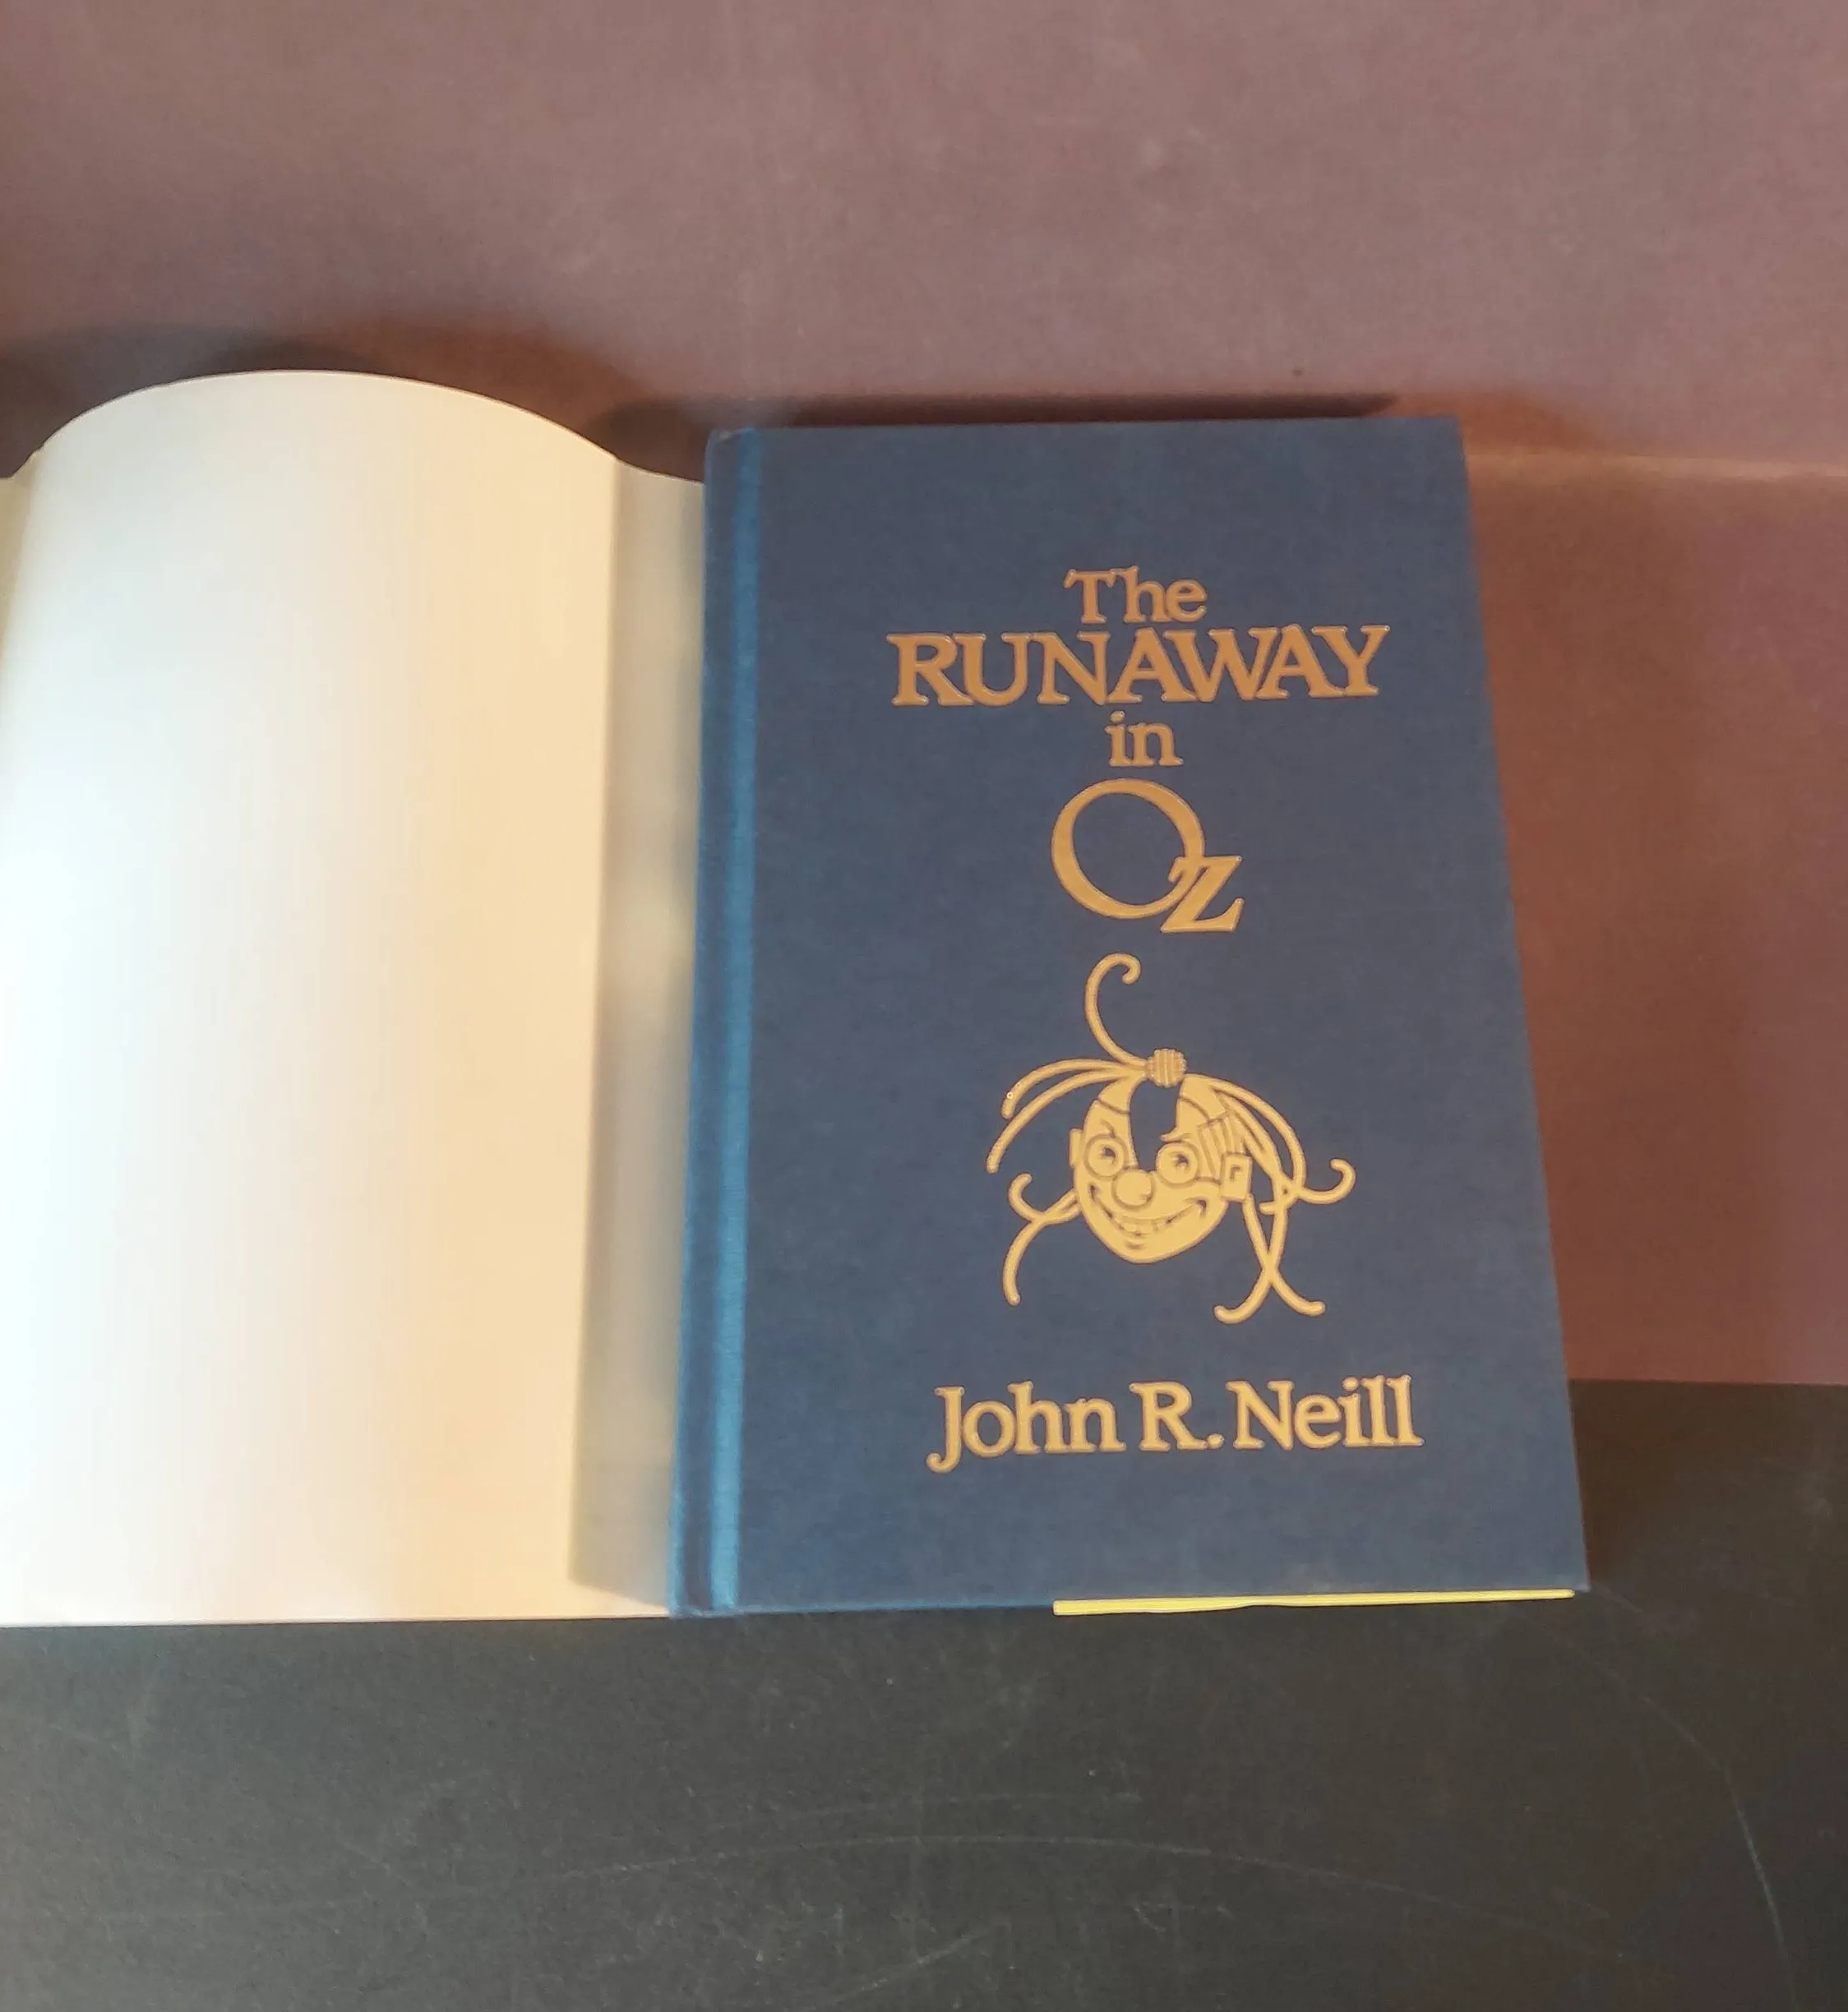 The
RUNAWAY
in
Oz
John R. Neill